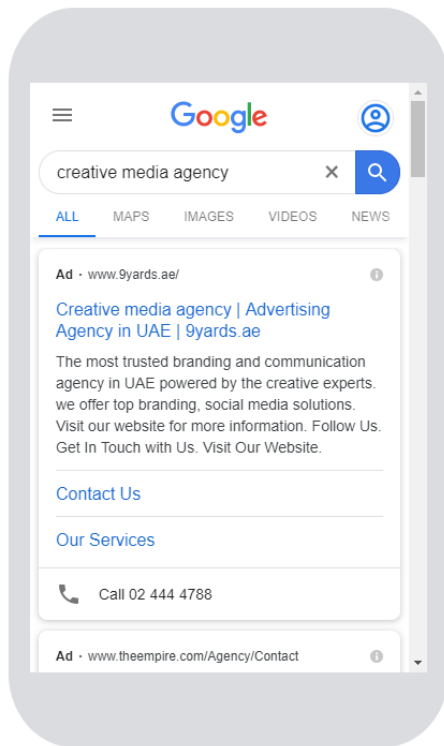 Google
creative media agency
ALL MAPS IMAGES VIDEOS NEWS
Ad · www.9yards.ae/
Creative media agency | Advertising
Agency in UAE | 9yards.ae
The most trusted branding and communication
agency in UAE powered by the creative experts.
we offer top branding, social media solutions.
Visit our website for more information. Follow Us.
Get In Touch with Us. Visit Our Website.
Contact Us
Our Services
Call 02 444 4788
Ad · www.theempire.com/Agency/Contact